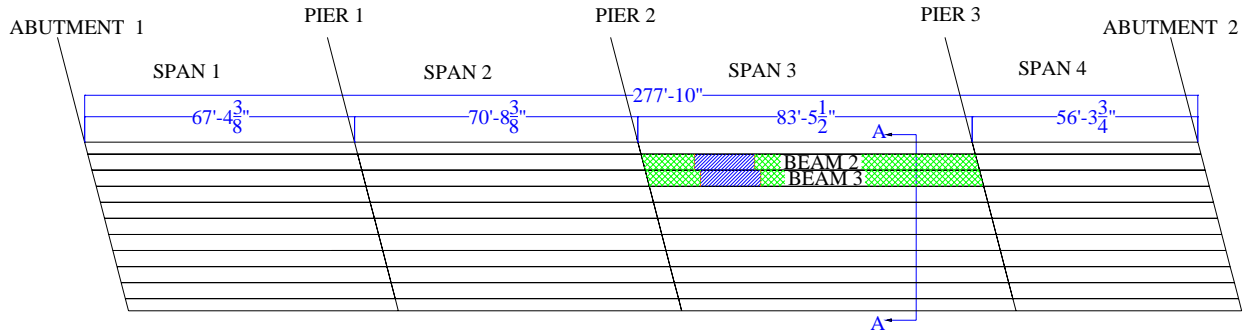 ABUTMENT 1
PIER 1
PIER 2
PIER 3
ABUTMENT 2
SPAN 1
SPAN 2
SPAN 3
SPAN 4
277'-10"
67'-4 3/8"
70'-8 3/8"
83'-5 1/2"
56'-3 3/4"
A
BEAM 2
BEAM 3
A